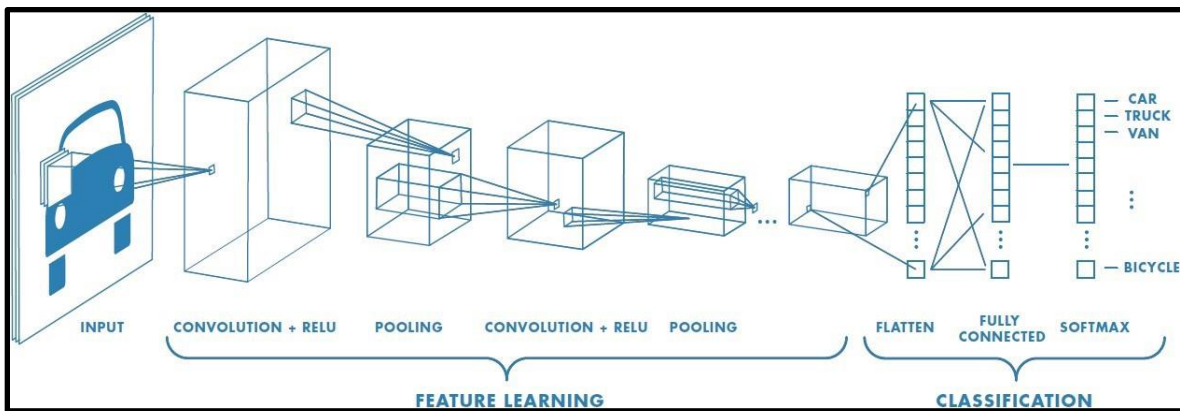 CAR
TRUCK
VAN
BICYCLE
INPUT
CONVOLUTION + RELU
POOLING
CONVOLUTION + RELU
POOLING
FLATTEN
FULLY
CONNECTED
SOFTMAX
FEATURE LEARNING
CLASSIFICATION